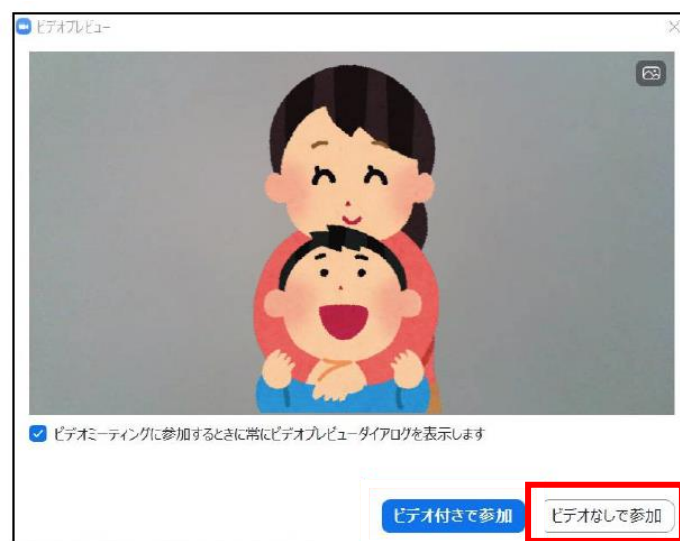 ビデオプレビュー
ビデオミーティングに参加するときに常にビデオプレビューダイアログを表示します
ビデオ付きで参加 ビデオなしで参加